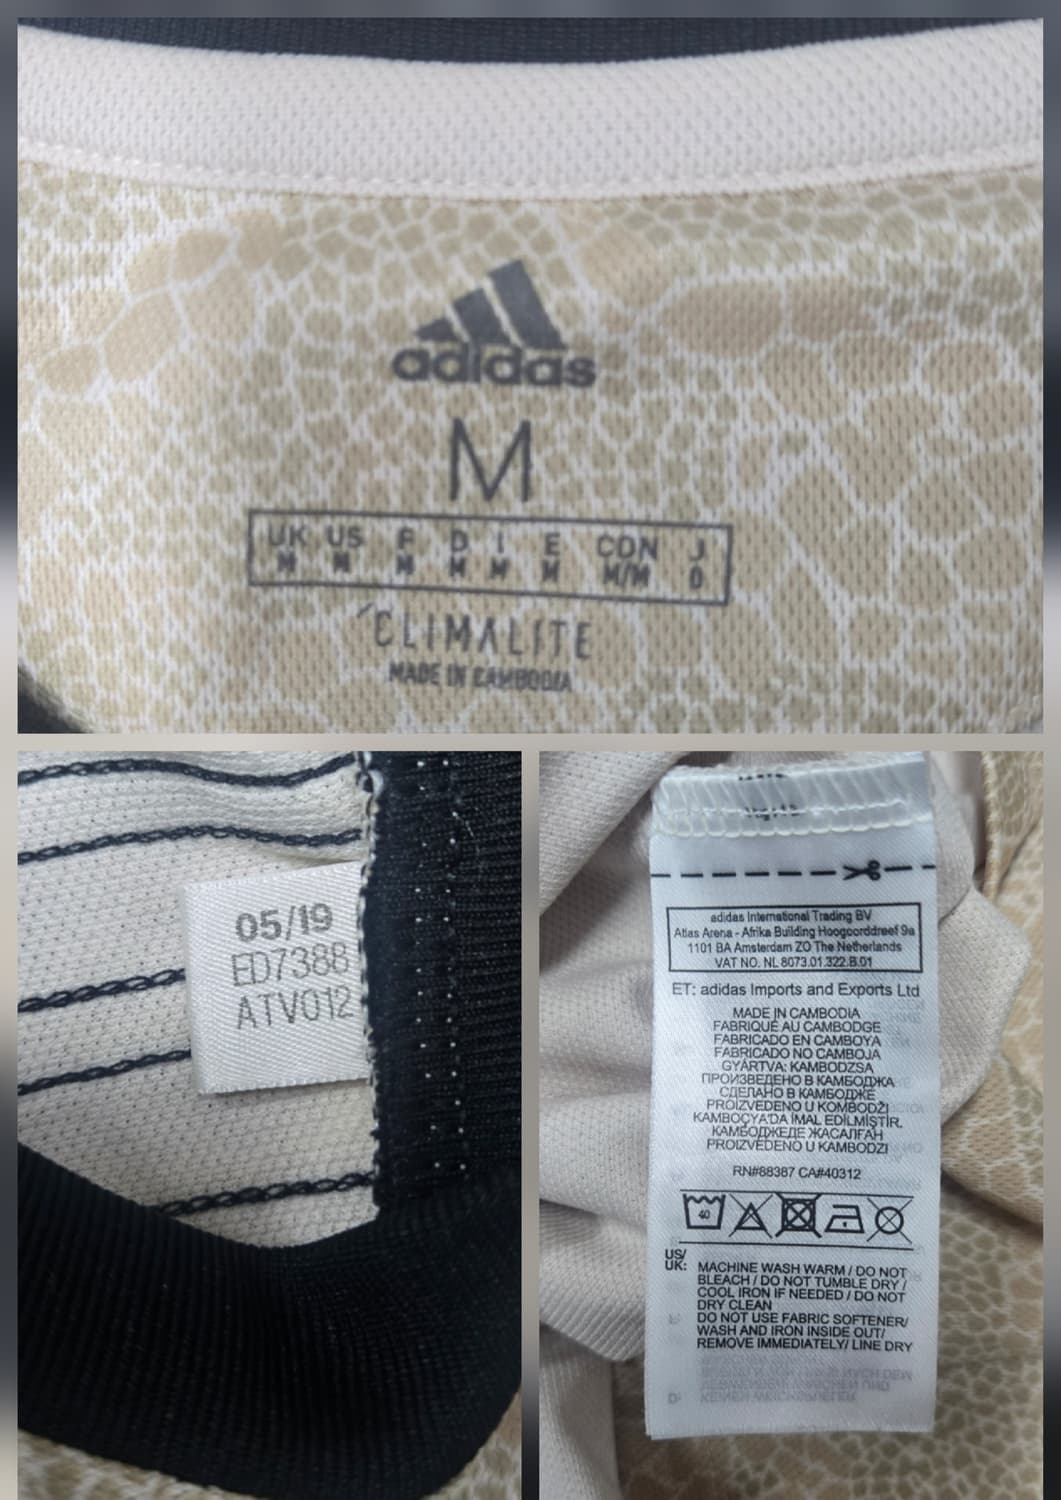 adidas
M
UK US F D I E CDN J
M M M M M M M/M O
CLIMALITE
MADE IN CAMBODIA
05/19
ED7388
ATV012
adidas International Trading BV
Atlas Arena - Afrika Building Hoogoorddreef 9a
1101 BA Amsterdam ZO The Netherlands
VAT NO. NL 8073.01.322.B.01
ET: adidas Imports and Exports Ltd
MADE IN CAMBODIA
FABRIQUÉ AU CAMBODGE
FABRICADO EN CAMBOYA
FABRICADO NO CAMBOJA
GYÁRTVA: KAMBODZSA
ПРОИЗВЕДЕНО В КАМБОДЖА
СДЕЛАНО В КАМБОДЖЕ
PROIZVEDENO U KOMBODŽI
KAMBOÇYA'DA İMAL EDİLMİŞTİR.
КАМБОДЖЕДЕ ЖАСАЛҒАН
PROIZVEDENO U KAMBODŽI
RN#88387 CA#40312
40
US/
UK: MACHINE WASH WARM / DO NOT
BLEACH / DO NOT TUMBLE DRY /
COOL IRON IF NEEDED / DO NOT
DRY CLEAN
DO NOT USE FABRIC SOFTENER/
WASH AND IRON INSIDE OUT/
REMOVE IMMEDIATELY/ LINE DRY